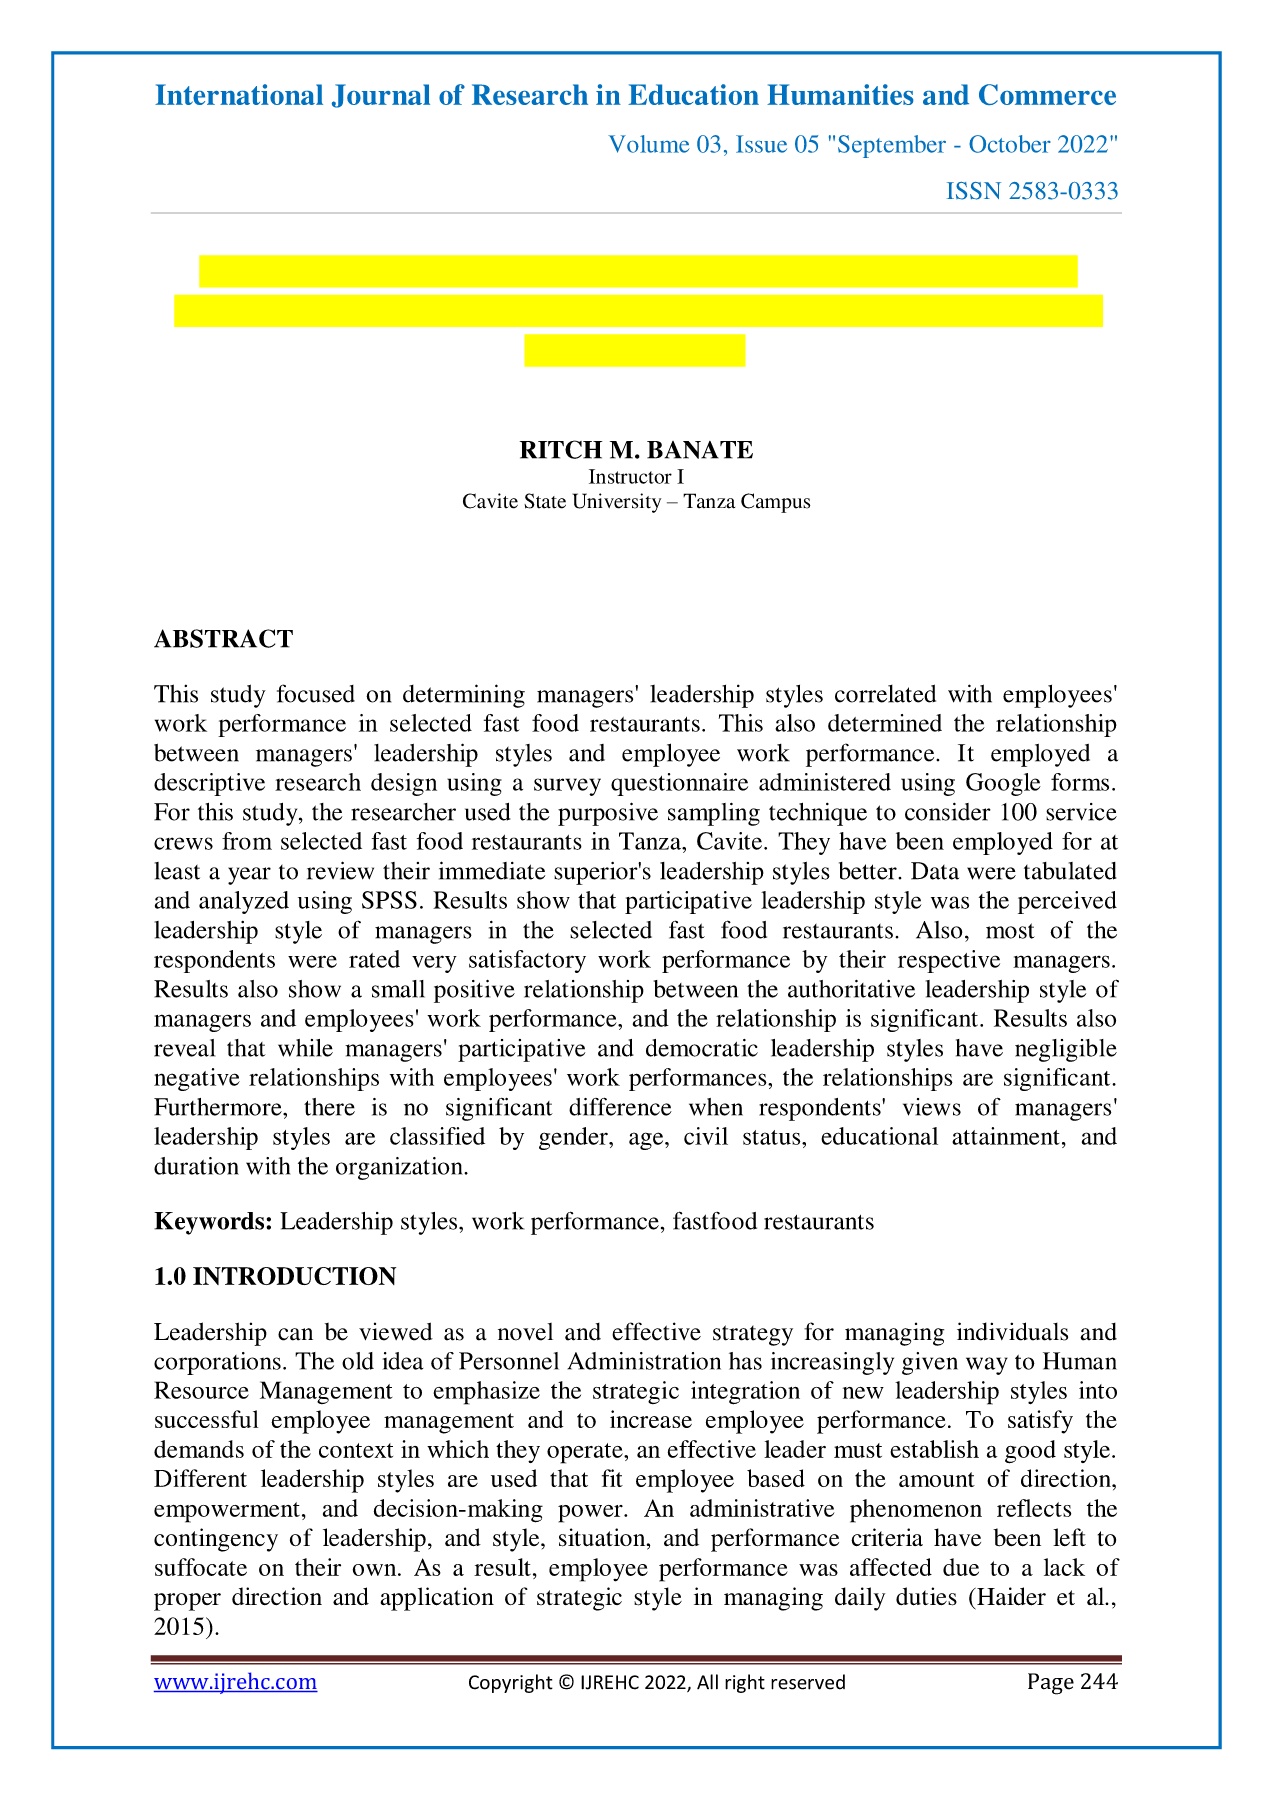 International Journal of Research in Education Humanities and Commerce
Volume 03, Issue 05 "September - October 2022"
ISSN 2583-0333
RITCH M. BANATE
Instructor I
Cavite State University – Tanza Campus
ABSTRACT
This study focused on determining managers' leadership styles correlated with employees'
work performance in selected fast food restaurants. This also determined the relationship
between managers' leadership styles and employee work performance. It employed a
descriptive research design using a survey questionnaire administered using Google forms.
For this study, the researcher used the purposive sampling technique to consider 100 service
crews from selected fast food restaurants in Tanza, Cavite. They have been employed for at
least a year to review their immediate superior's leadership styles better. Data were tabulated
and analyzed using SPSS. Results show that participative leadership style was the perceived
leadership style of managers in the selected fast food restaurants. Also, most of the
respondents were rated very satisfactory work performance by their respective managers.
Results also show a small positive relationship between the authoritative leadership style of
managers and employees' work performance, and the relationship is significant. Results also
reveal that while managers' participative and democratic leadership styles have negligible
negative relationships with employees' work performances, the relationships are significant.
Furthermore, there is no significant difference when respondents' views of managers'
leadership styles are classified by gender, age, civil status, educational attainment, and
duration with the organization.
Keywords: Leadership styles, work performance, fastfood restaurants
1.0 INTRODUCTION
Leadership can be viewed as a novel and effective strategy for managing individuals and
corporations. The old idea of Personnel Administration has increasingly given way to Human
Resource Management to emphasize the strategic integration of new leadership styles into
successful employee management and to increase employee performance. To satisfy the
demands of the context in which they operate, an effective leader must establish a good style.
Different leadership styles are used that fit employee based on the amount of direction,
empowerment, and decision-making power. An administrative phenomenon reflects the
contingency of leadership, and style, situation, and performance criteria have been left to
suffocate on their own. As a result, employee performance was affected due to a lack of
proper direction and application of strategic style in managing daily duties (Haider et al.,
2015).
www.ijrehc.com Copyright © IJREHC 2022, All right reserved Page 244